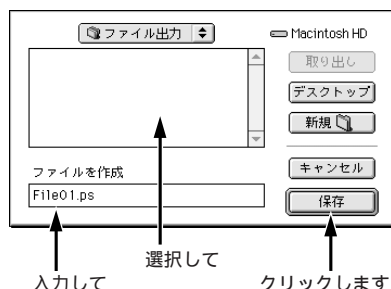 ファイル出力
Macintosh HD
取り出し
デスクトップ
新規
ファイルを作成
キャンセル
File01.ps
保存
選択して
入力して
クリックします